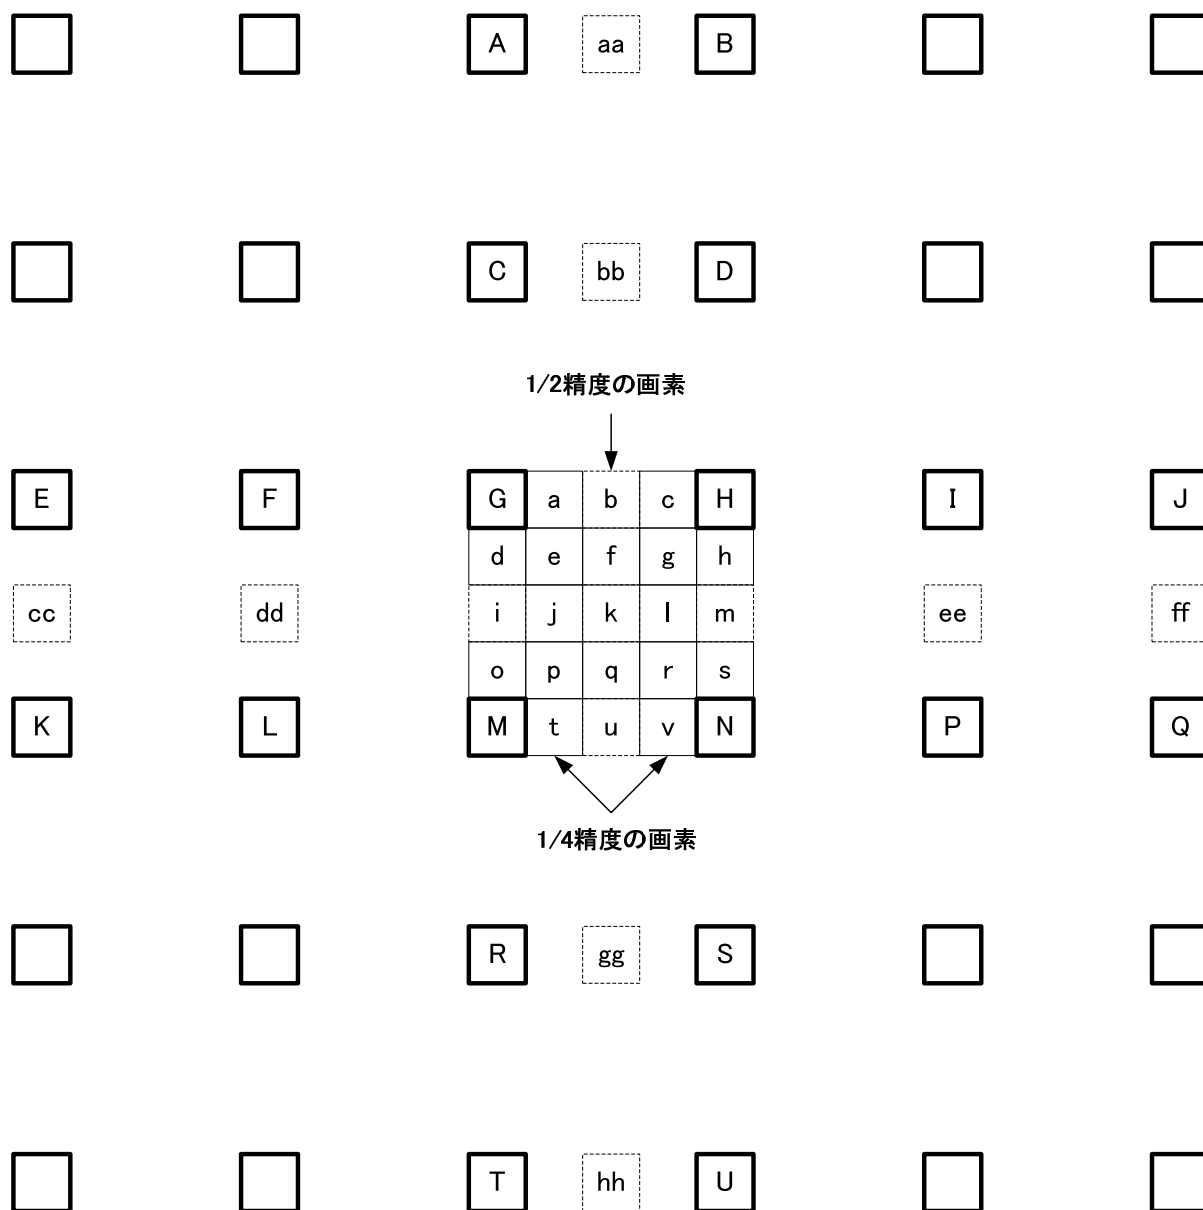 A aa B
C bb D
1/2精度の画素
E F G a b c H I J
d e f g h
cc dd i j k l m ee ff
o p q r s
K L M t u v N P Q
1/4精度の画素
R gg S
T hh U